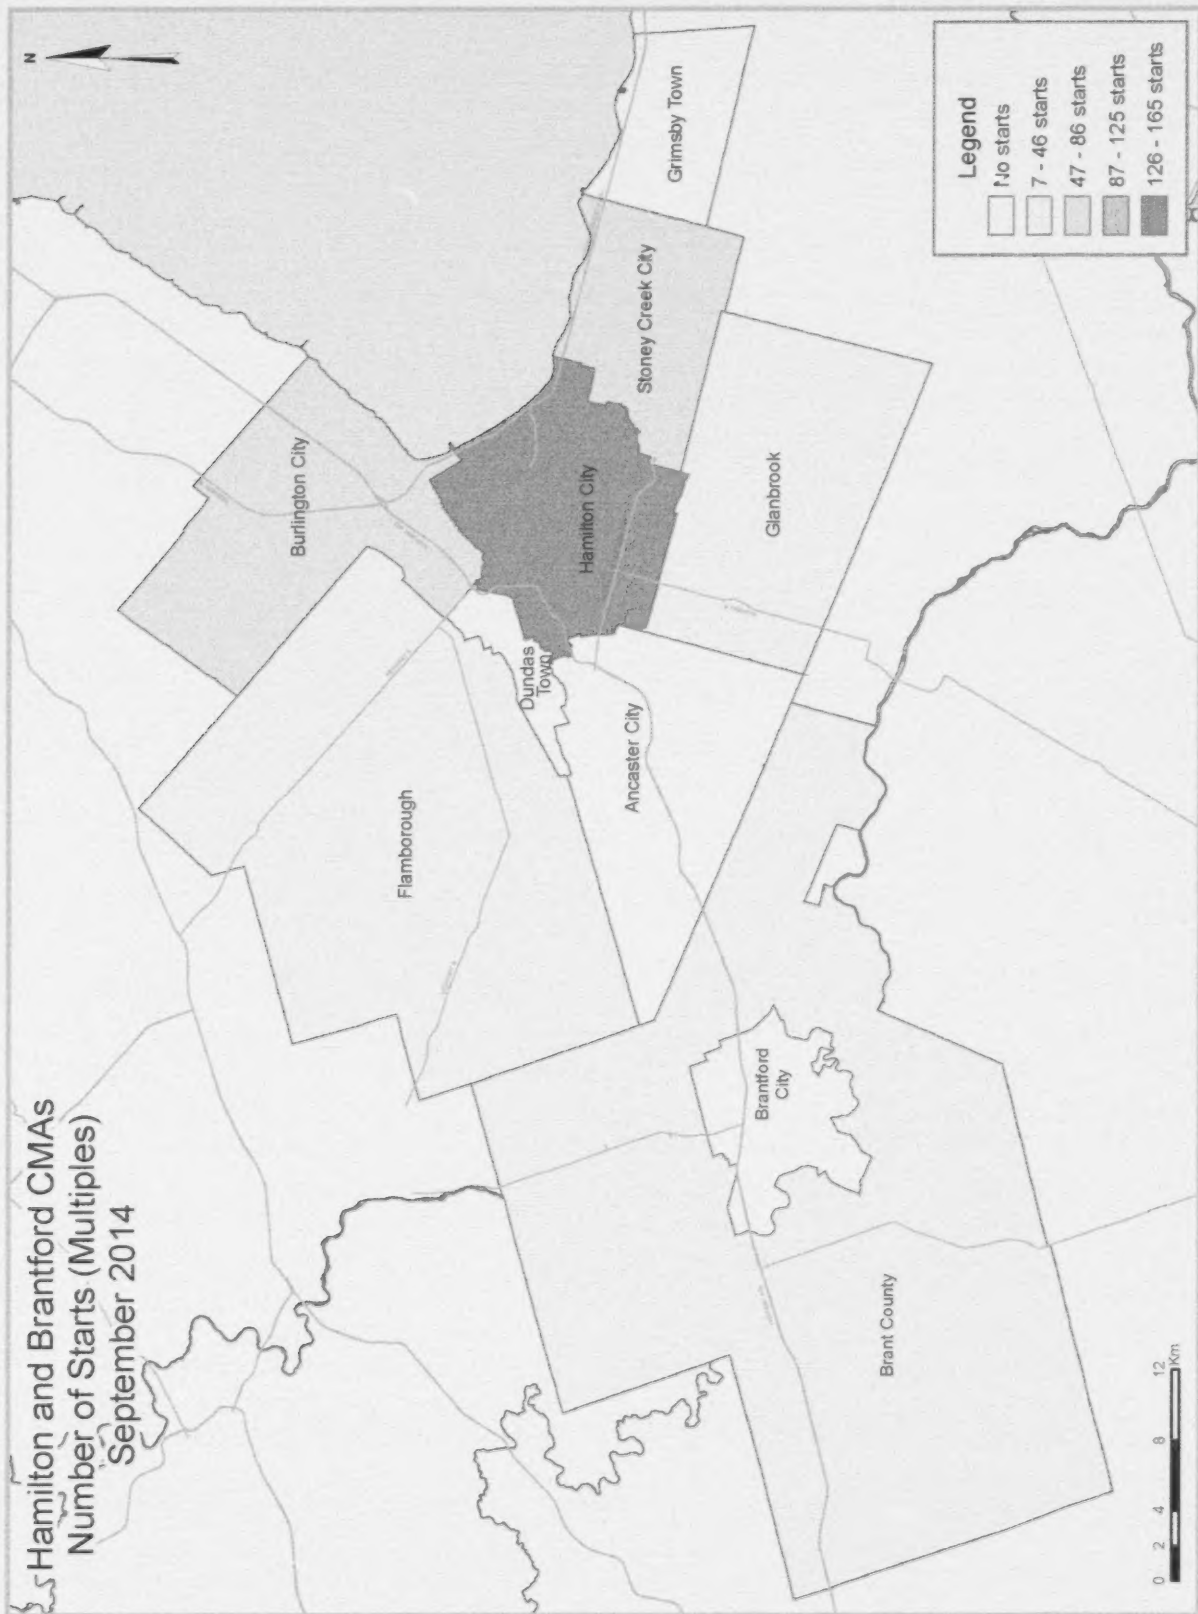 Hamilton and Brantford CMAs
Number of Starts (Multiples)
September 2014
N
Burlington City
Flamborough
Dundas
Town
Hamilton City
Stoney Creek City
Grimsby Town
Ancaster City
Glanbrook
Brantford
City
Brant County
Legend
No starts
7 - 46 starts
47 - 86 starts
87 - 125 starts
126 - 165 starts
0 2 4 8 12
Km